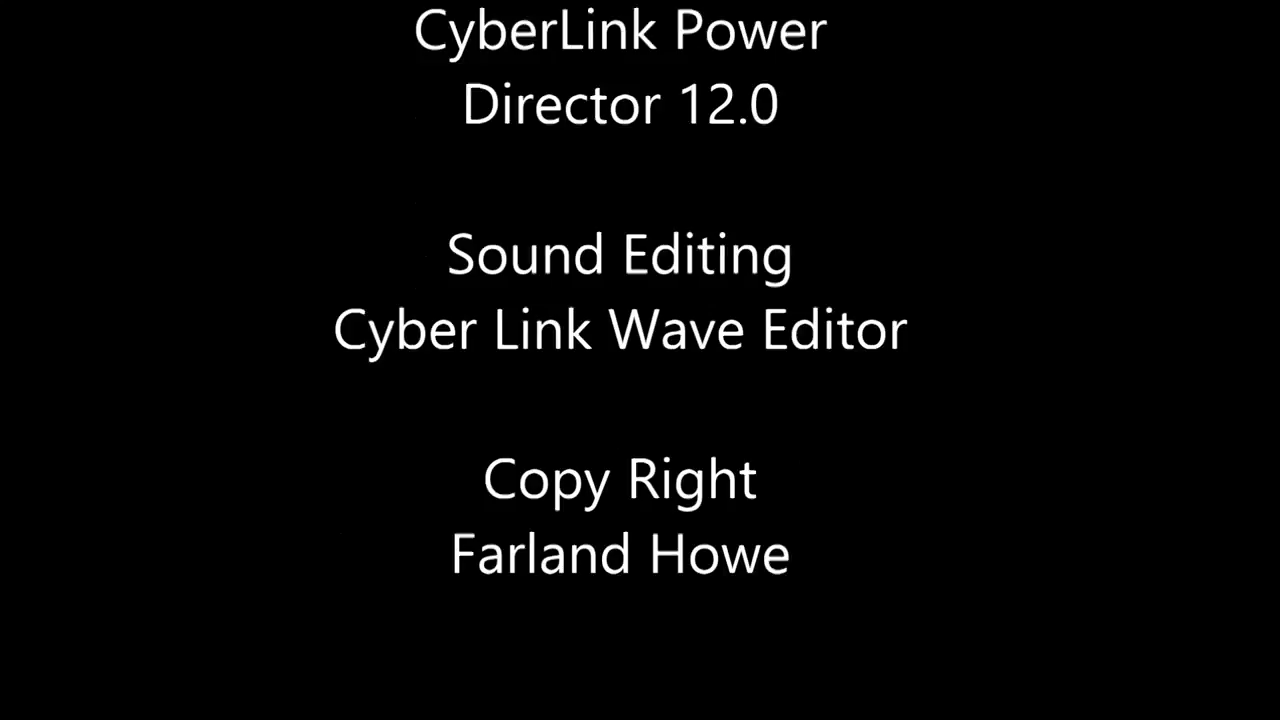 CyberLink Power
Director 12.0
Sound Editing
Cyber Link Wave Editor
Copy Right
Farland Howe